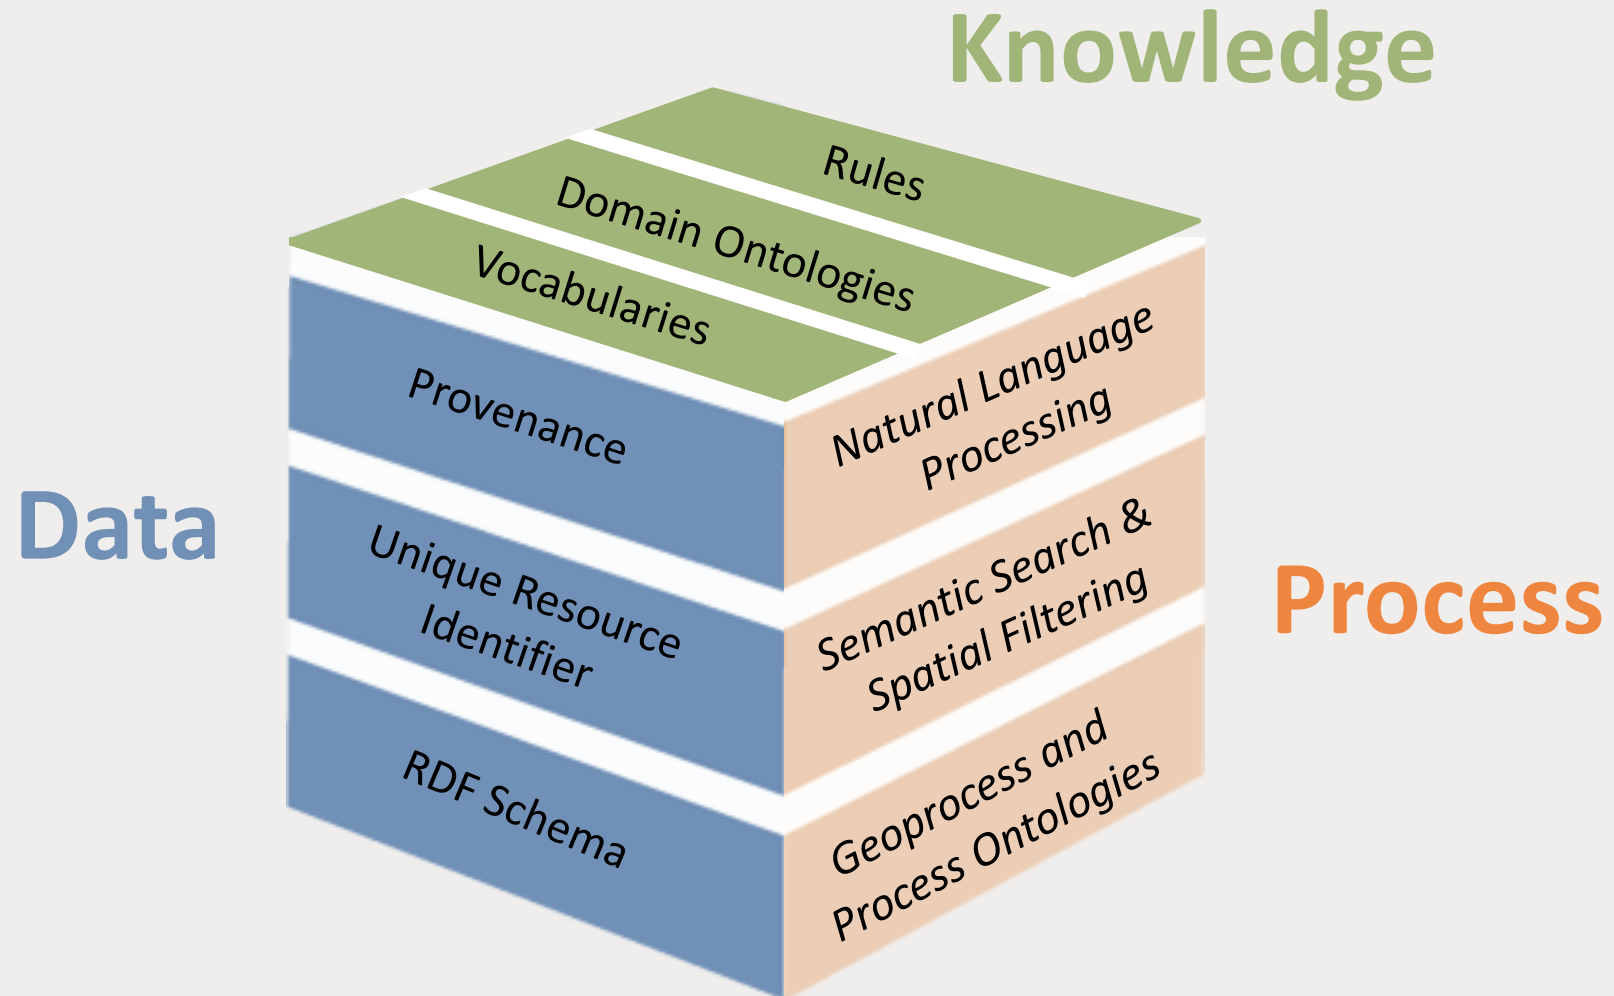 Knowledge
Rules
Domain Ontologies
Vocabularies
Data
Provenance
Unique Resource
Identifier
RDF Schema
Process
Natural Language
Processing
Semantic Search &
Spatial Filtering
Geoprocess and
Process Ontologies